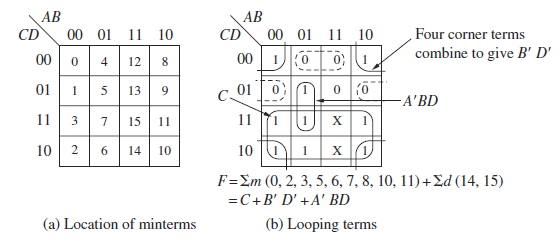 AB
CD 00 01 11 10
00 0 4 12 8
01 1 5 13 9
11 3 7 15 11
10 2 6 14 10
(a) Location of minterms
AB
CD 00 01 11 10
00 1 0 0 1
01 0 1 0 0
11 1 1 X 1
10 1 1 X 1
C
Four corner terms
combine to give B′ D′
A′BD
F = Σm (0, 2, 3, 5, 6, 7, 8, 10, 11) + Σd (14, 15)
= C + B′ D′ + A′ BD
(b) Looping terms